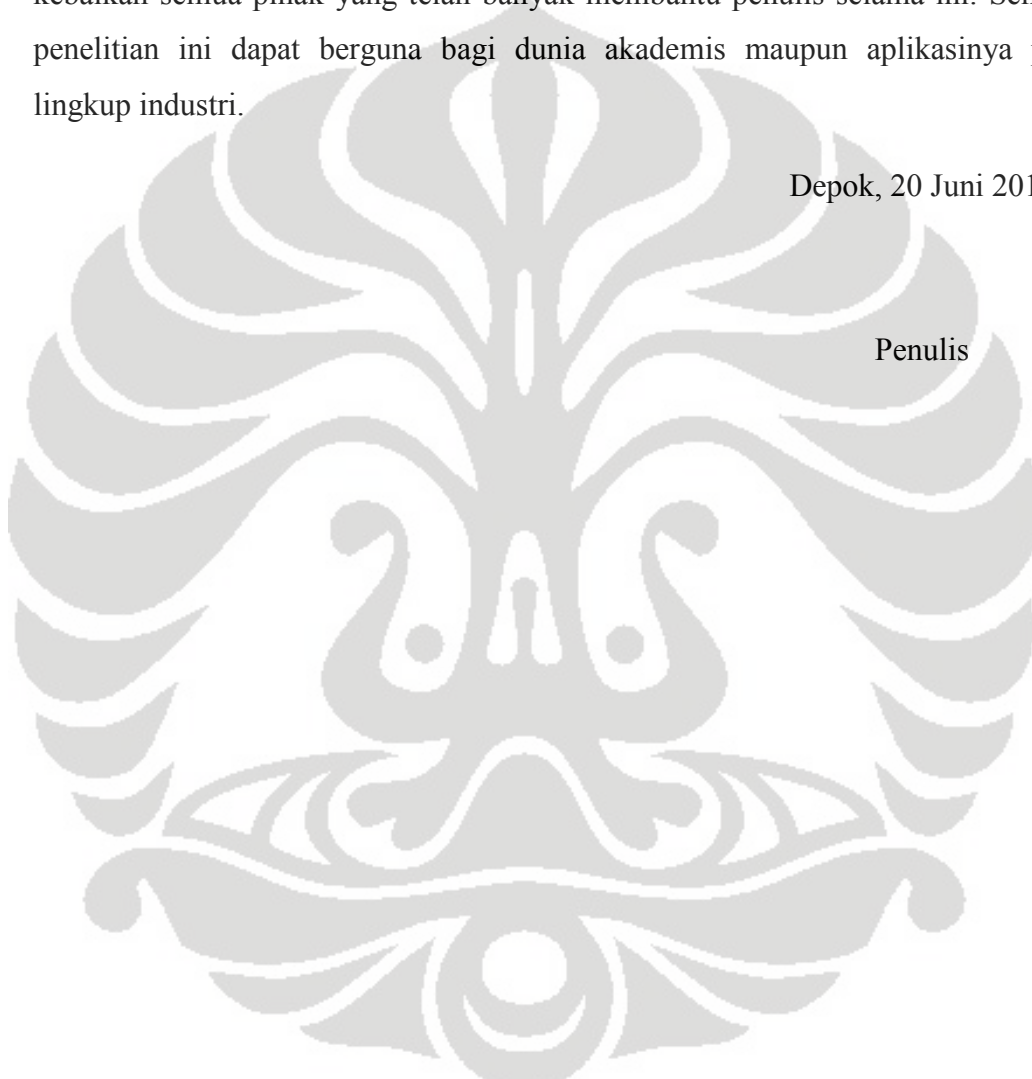 kebaikan semua pihak yang telah banyak membantu penulis selama ini.
penelitian ini dapat berguna bagi dunia akademis maupun aplikasinya
lingkup industri.
Depok, 20 Juni 201
Penulis